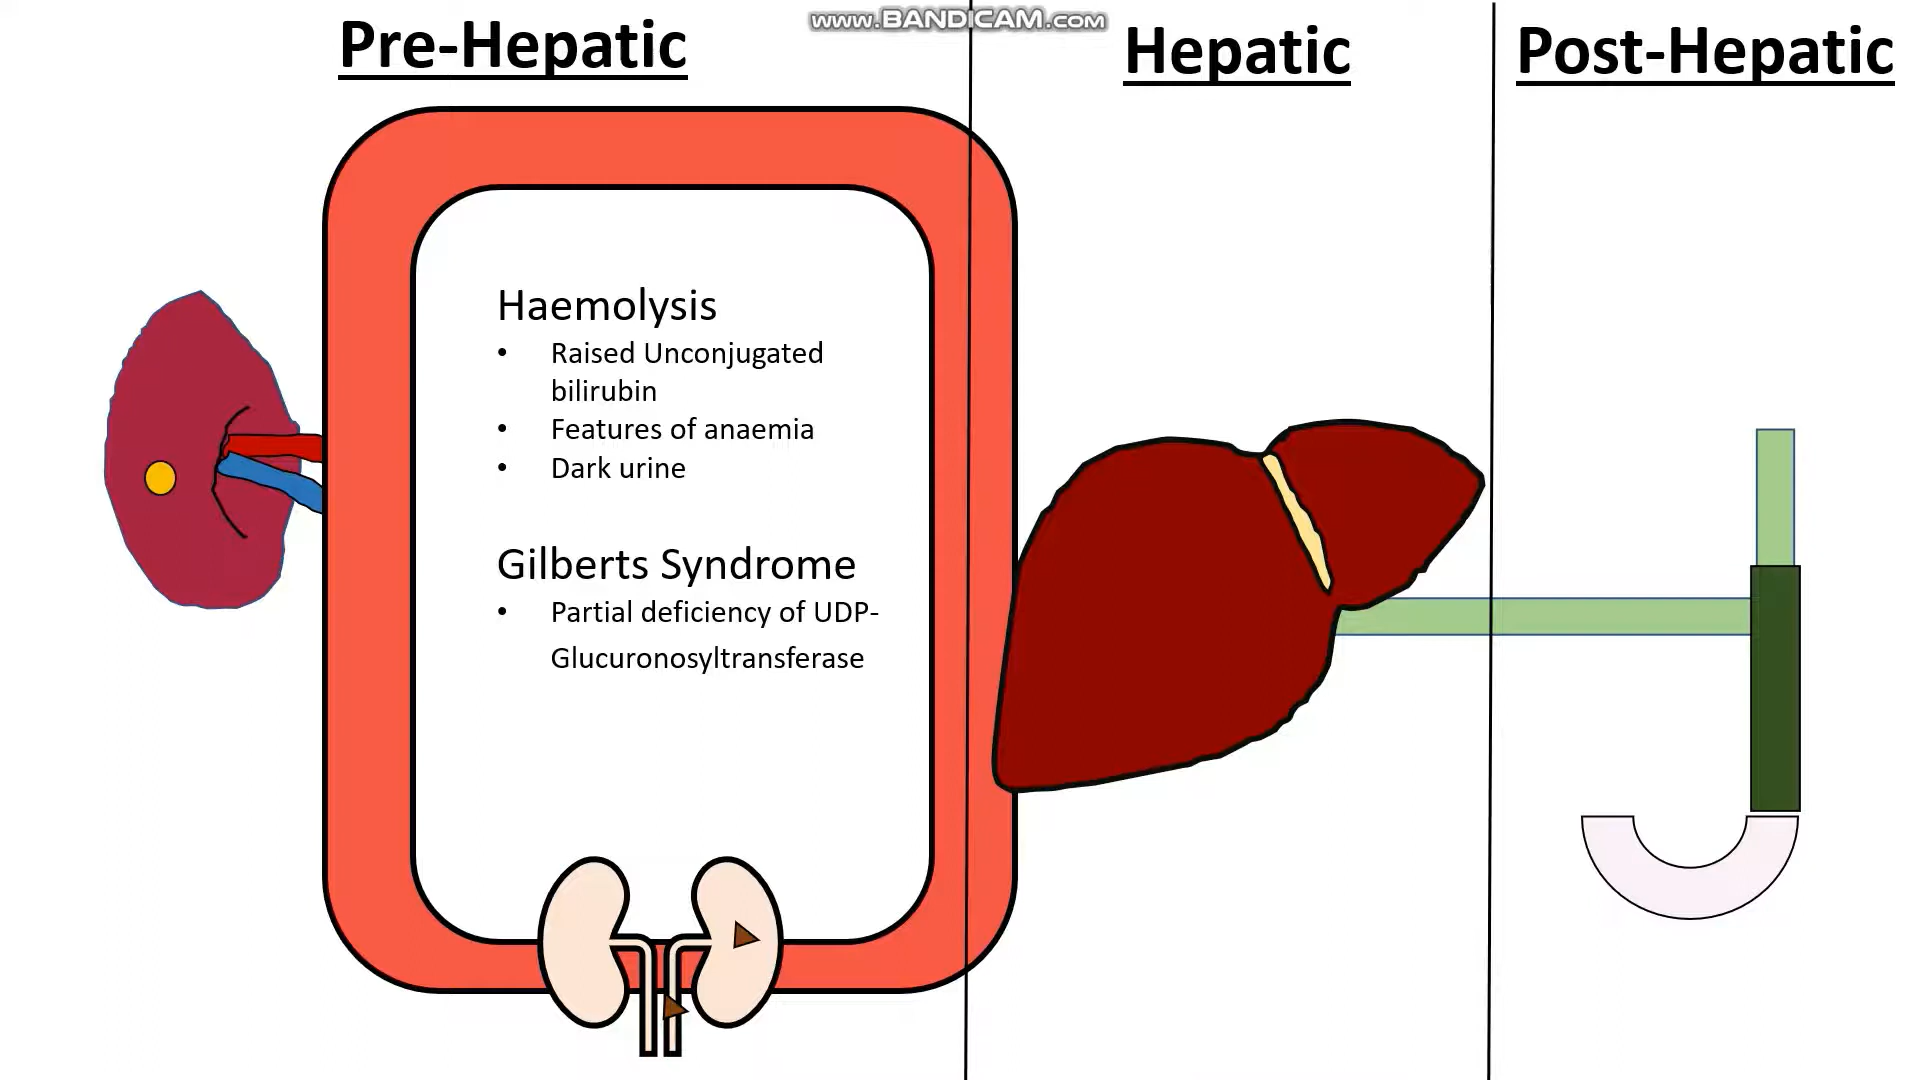 www.BANDICAM.com
Pre-Hepatic
Hepatic
Post-Hepatic
Haemolysis
• Raised Unconjugated
bilirubin
• Features of anaemia
• Dark urine
Gilberts Syndrome
• Partial deficiency of UDP-
Glucuronosyltransferase